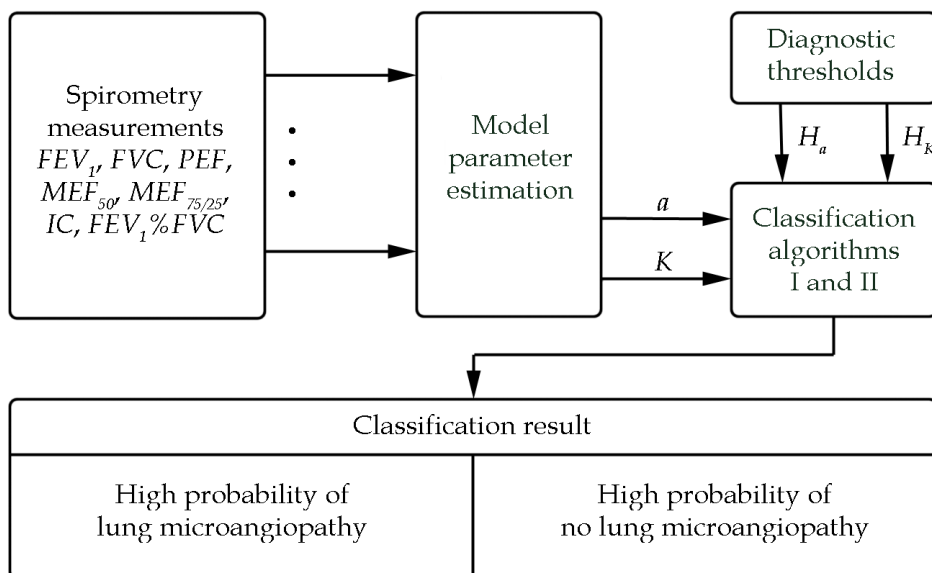 Spirometry
measurements
FEV₁, FVC, PEF,
MEF₅₀, MEF₇₅/₂₅,
IC, FEV₁%FVC
Model
parameter
estimation
Diagnostic
thresholds
Hₐ
H_K
a
K
Classification
algorithms
I and II
Classification result
High probability of
lung microangiopathy
High probability of
no lung microangiopathy